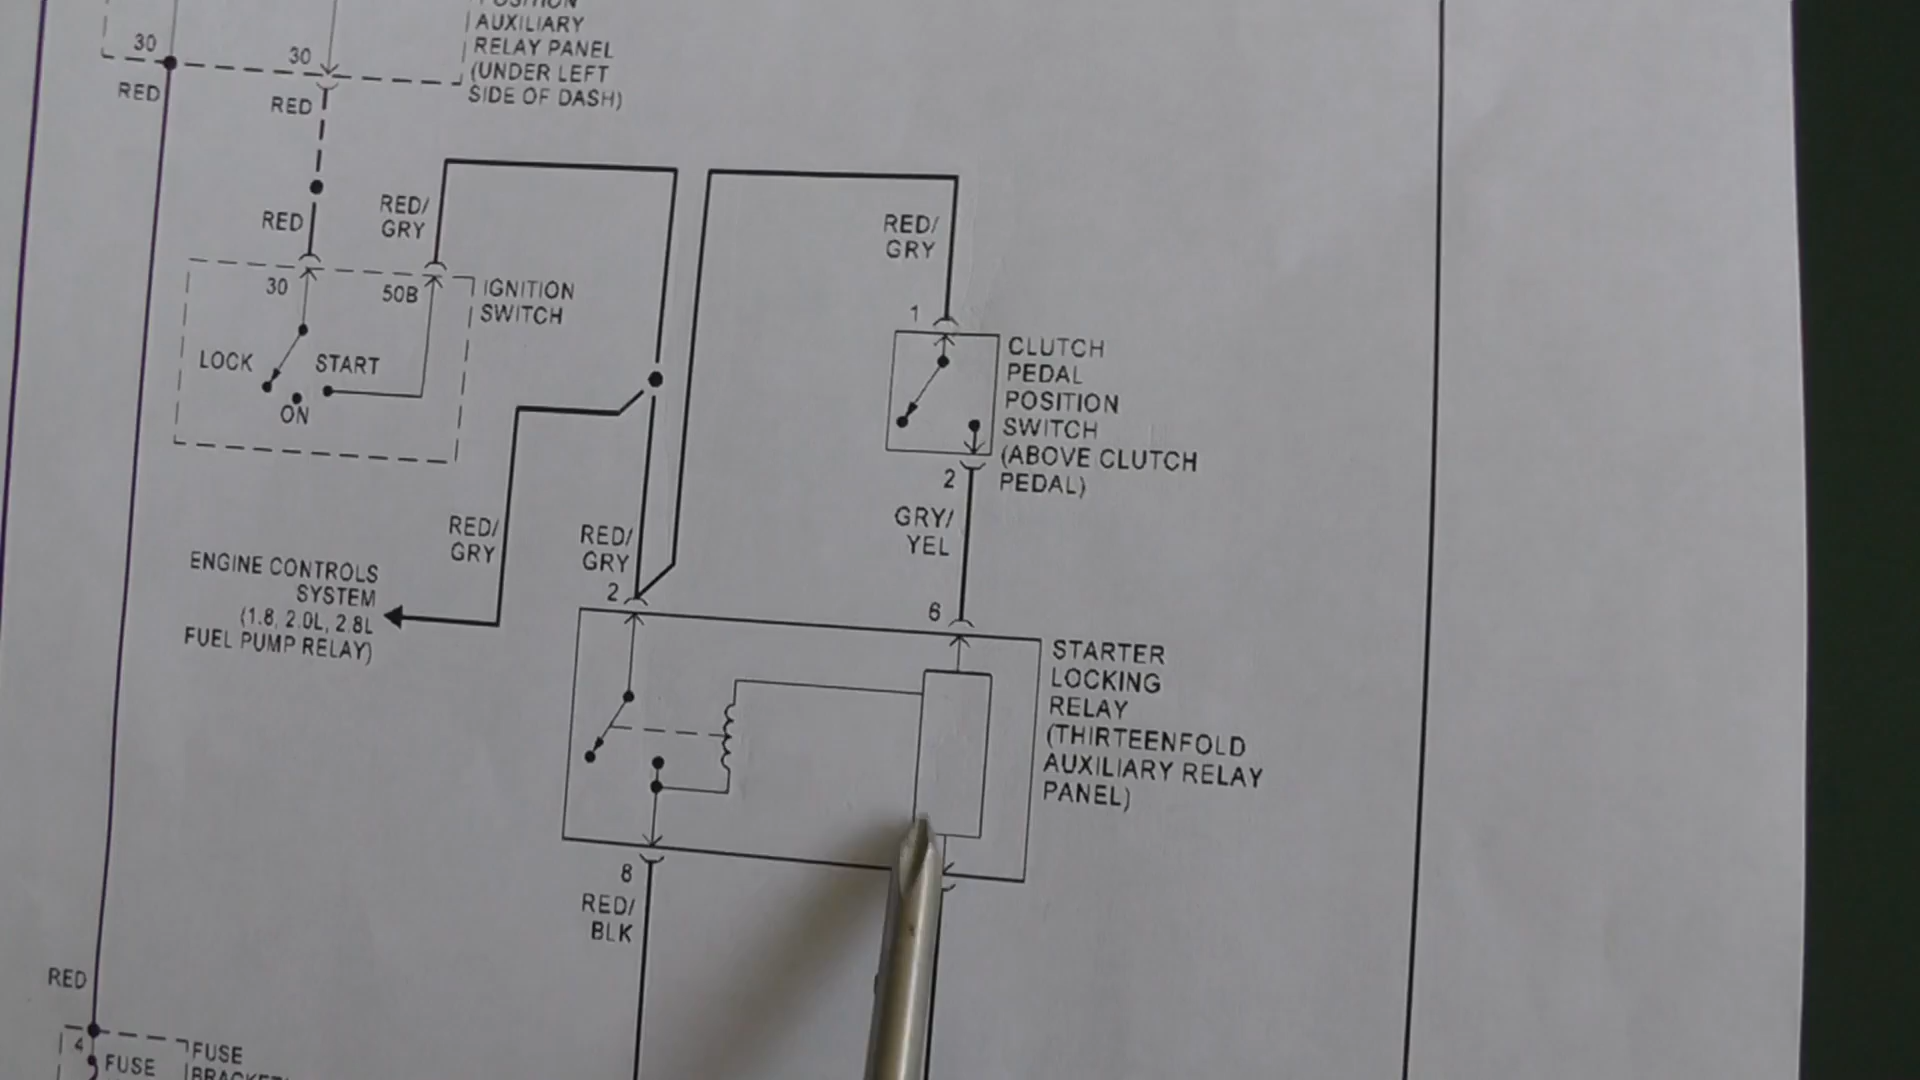 POSITION
AUXILIARY
RELAY PANEL
(UNDER LEFT
SIDE OF DASH)
30
30
RED
RED
RED
RED/
GRY
RED/
GRY
30
50B
IGNITION
SWITCH
LOCK
START
ON
1
CLUTCH
PEDAL
POSITION
SWITCH
(ABOVE CLUTCH
PEDAL)
2
GRY/
YEL
RED/
GRY
RED/
GRY
ENGINE CONTROLS
SYSTEM
(1.8, 2.0L, 2.8L
FUEL PUMP RELAY)
2
6
STARTER
LOCKING
RELAY
(THIRTEENFOLD
AUXILIARY RELAY
PANEL)
8
RED/
BLK
RED
4
FUSE
FUSE
BRACKET/